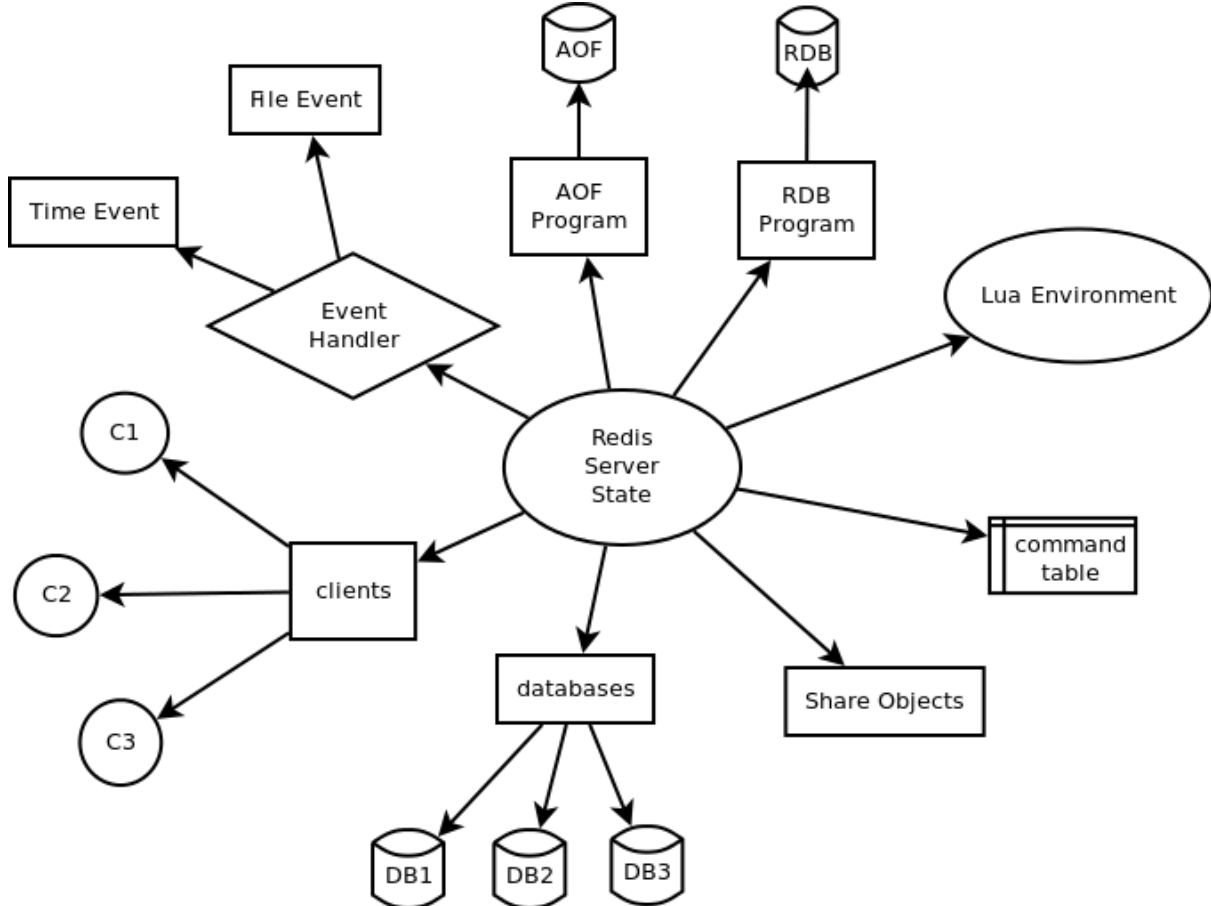 AOF
RDB
File Event
Time Event
AOF
Program
RDB
Program
Lua Environment
Event
Handler
C1
Redis
Server
State
command
table
C2
clients
databases
Share Objects
C3
DB1
DB2
DB3